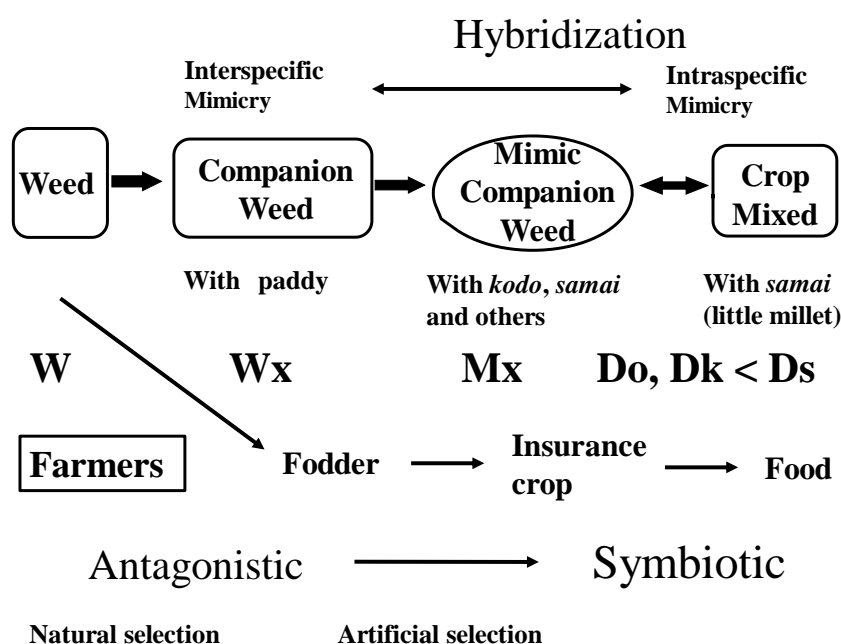 Hybridization
Interspecific
Mimicry
Intraspecific
Mimicry
Weed
Companion
Weed
Mimic
Companion
Weed
Crop
Mixed
With paddy
With kodo, samai
and others
With samai
(little millet)
W
Wx
Mx
Do, Dk < Ds
Farmers
Fodder
Insurance
crop
Food
Antagonistic
Symbiotic
Natural selection
Artificial selection